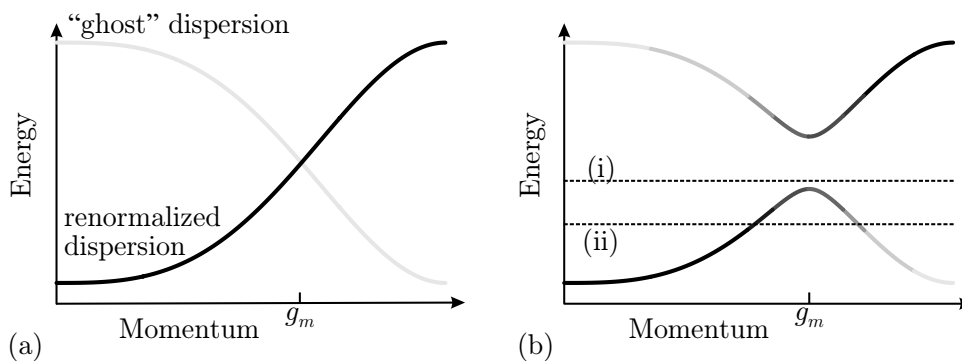 “ghost” dispersion
Energy
renormalized
dispersion
g_m
Momentum
(a)
Energy
(i)
(ii)
g_m
Momentum
(b)